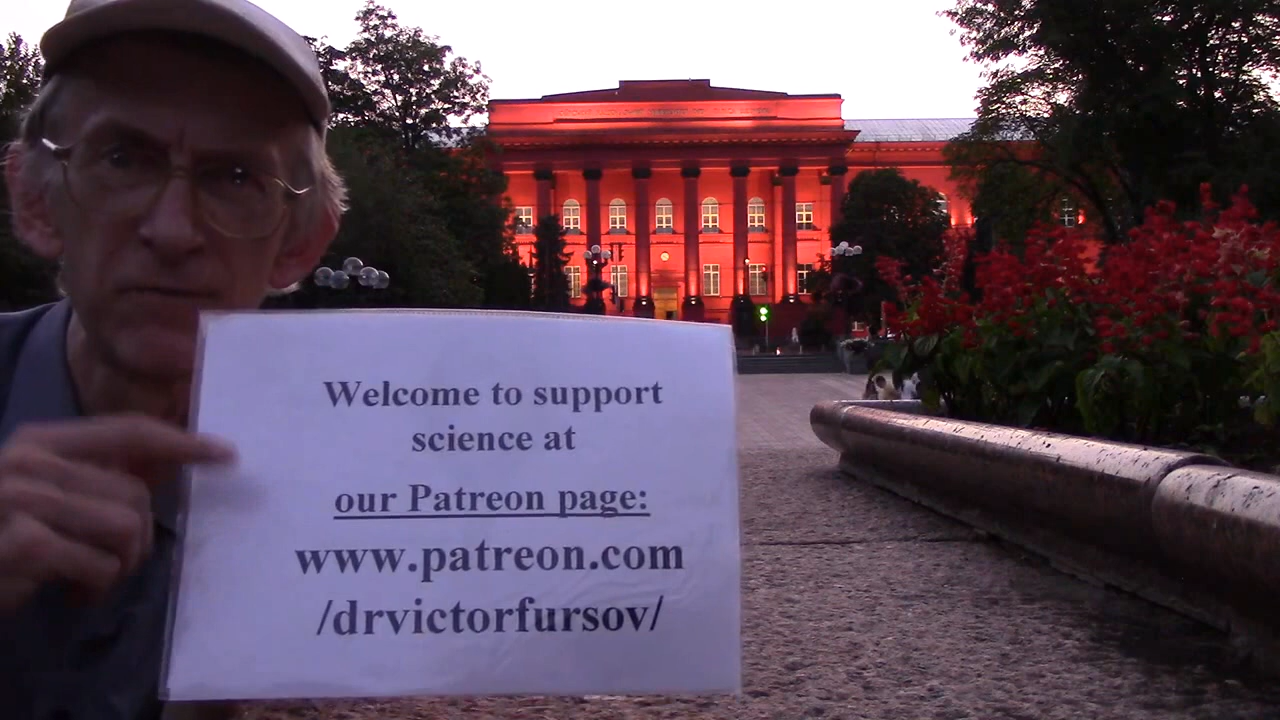 Welcome to support
science at
our Patreon page:
www.patreon.com
/drvictorfursov/